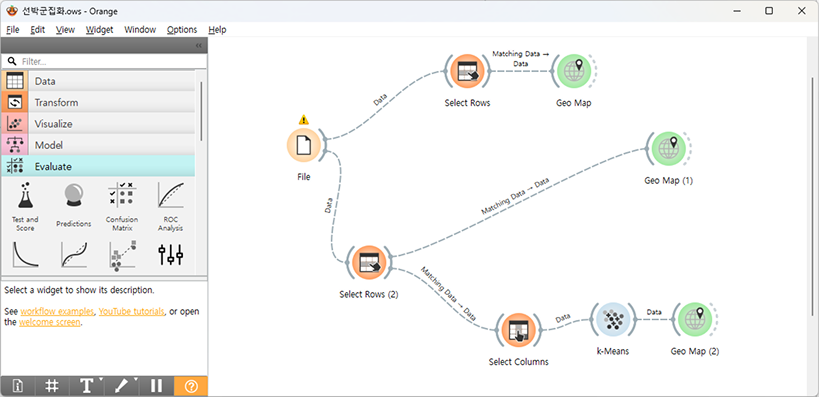 선박군집화.ows - Orange
File Edit View Widget Window Options Help
Filter...
Data
Transform
Visualize
Model
Evaluate
Test and Score
Predictions
Confusion Matrix
ROC Analysis
Select a widget to show its description.
See workflow examples, YouTube tutorials, or open
the welcome screen.
Data
Select Rows
Matching Data → Data
Geo Map
File
Data
Select Rows (2)
Matching Data → Data
Geo Map (1)
Matching Data → Data
Select Columns
Data
k-Means
Data
Geo Map (2)